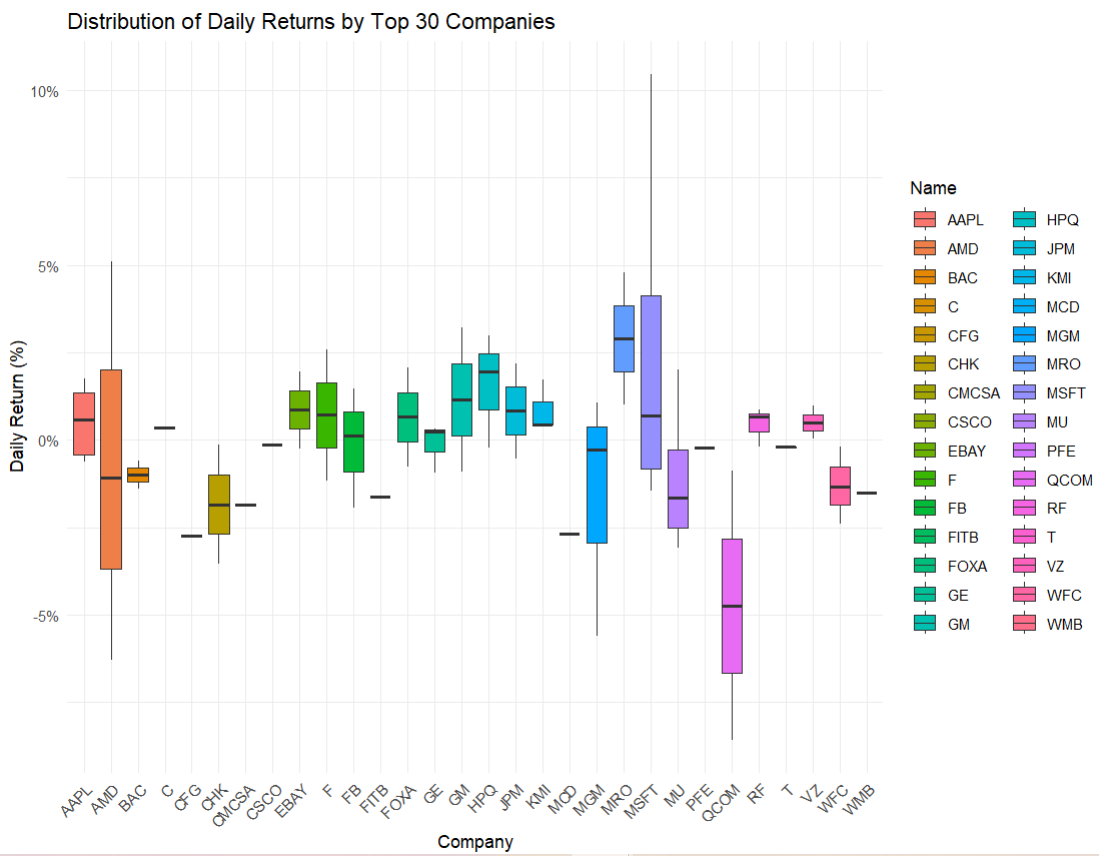 Distribution of Daily Returns by Top 30 Companies
10%
5%
0%
-5%
Daily Return (%)
AAPL
AMD
BAC
C
CFG
CHK
CMCSA
CSCO
EBAY
F
FB
FITB
FOXA
GE
GM
HPQ
JPM
KMI
MCD
MGM
MRO
MSFT
MU
PFE
QCOM
RF
T
VZ
WFC
WMB
Company
Name
AAPL
AMD
BAC
C
CFG
CHK
CMCSA
CSCO
EBAY
F
FB
FITB
FOXA
GE
GM
HPQ
JPM
KMI
MCD
MGM
MRO
MSFT
MU
PFE
QCOM
RF
T
VZ
WFC
WMB